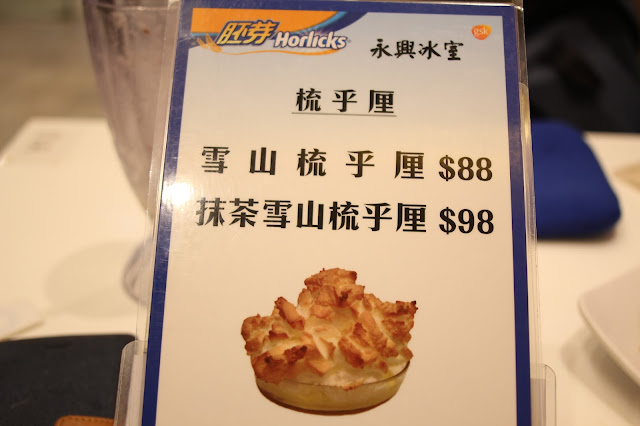 胚芽 Horlicks 永興冰室 gsk
梳乎厘
雪山梳乎厘 $88
抹茶雪山梳乎厘 $98